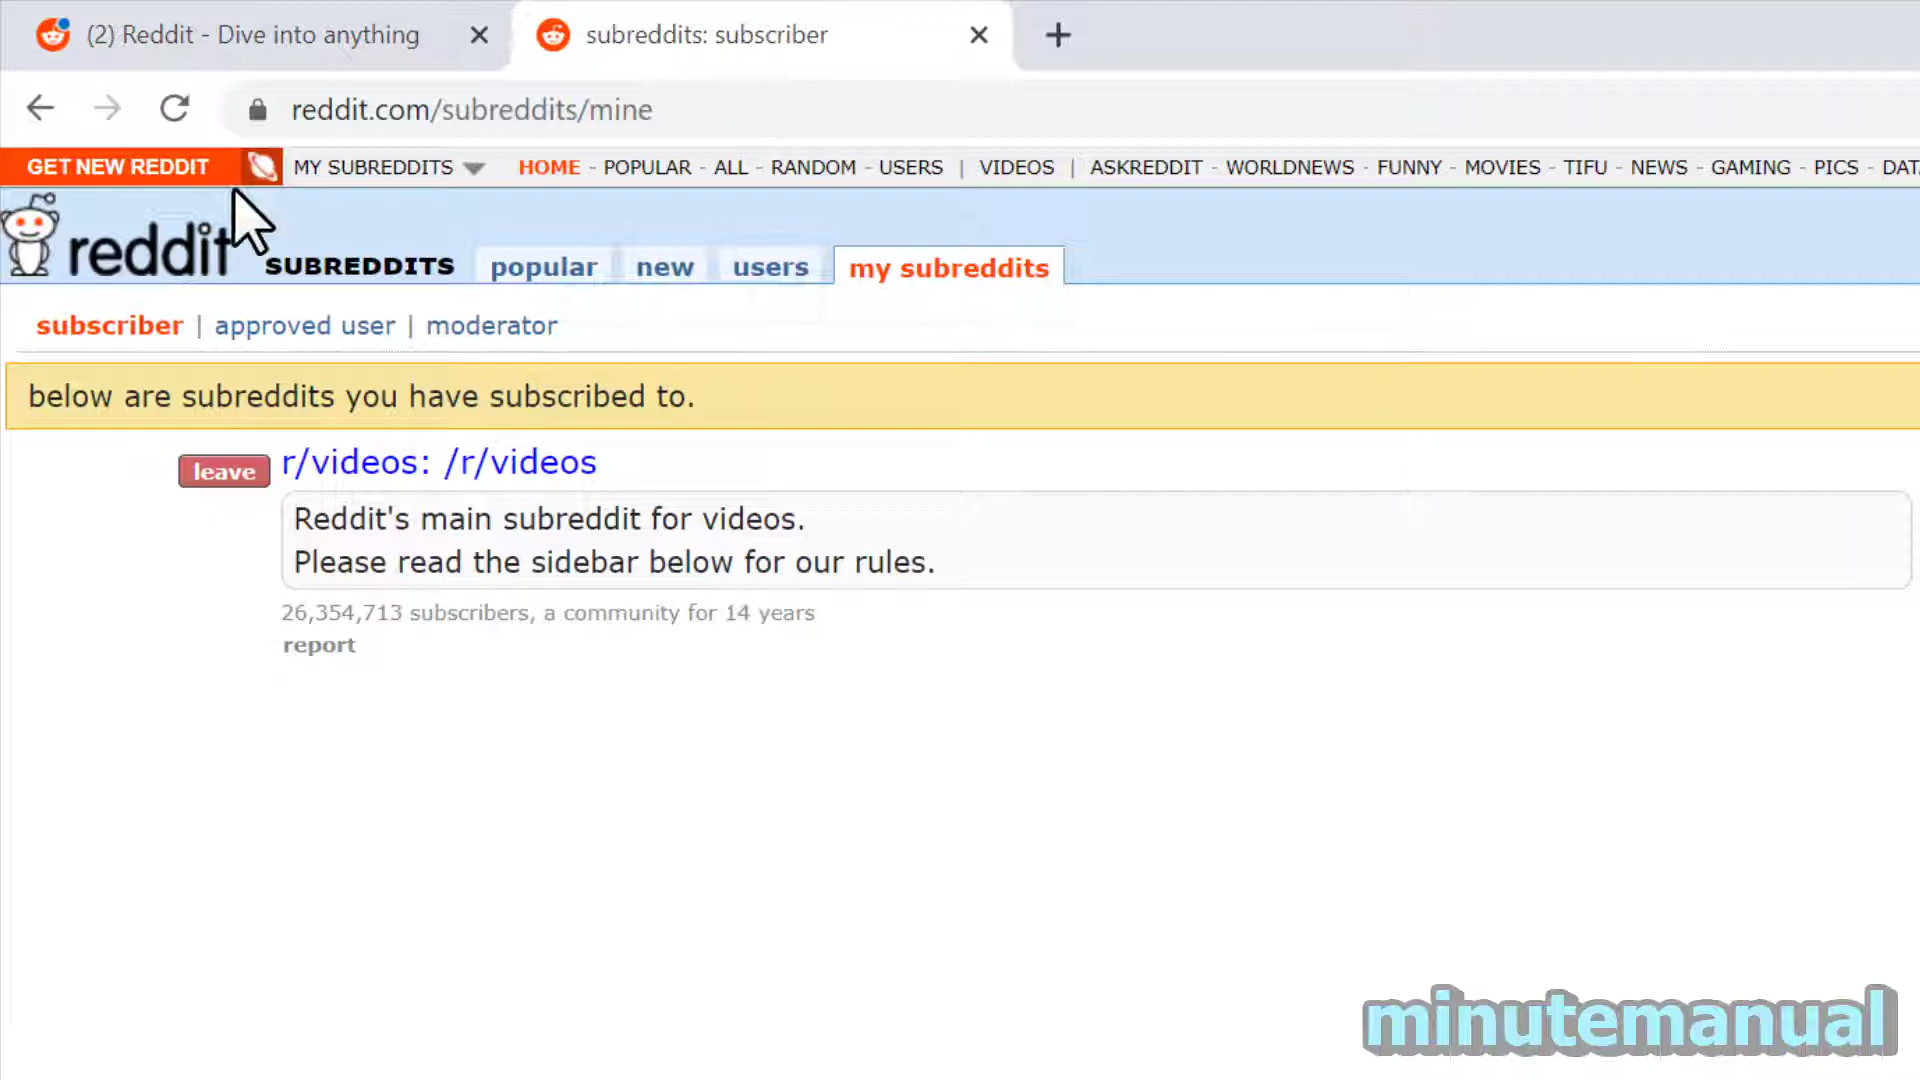 (2) Reddit - Dive into anything
subreddits: subscriber
reddit.com/subreddits/mine
GET NEW REDDIT MY SUBREDDITS HOME - POPULAR - ALL - RANDOM - USERS | VIDEOS | ASKREDDIT - WORLDNEWS - FUNNY - MOVIES - TIFU - NEWS - GAMING - PICS - DAT
reddit SUBREDDITS popular new users my subreddits
subscriber | approved user | moderator
below are subreddits you have subscribed to.
leave r/videos: /r/videos
Reddit's main subreddit for videos.
Please read the sidebar below for our rules.
26,354,713 subscribers, a community for 14 years
report
minutemanual